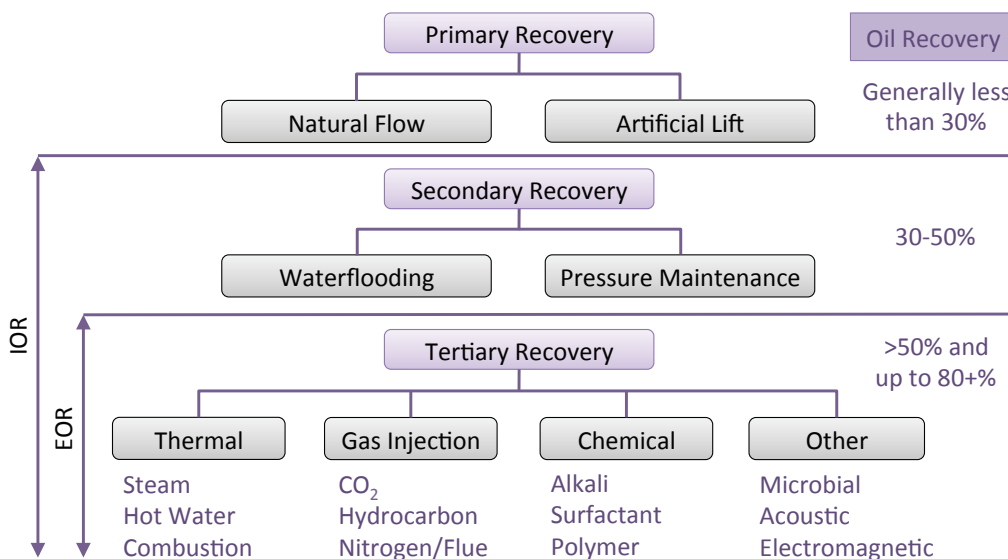 Primary Recovery
Oil Recovery
Natural Flow
Artificial Lift
Generally less
than 30%
Secondary Recovery
Waterflooding
Pressure Maintenance
30-50%
IOR
EOR
Tertiary Recovery
>50% and
up to 80+%
Thermal
Gas Injection
Chemical
Other
Steam
Hot Water
Combustion
CO₂
Hydrocarbon
Nitrogen/Flue
Alkali
Surfactant
Polymer
Microbial
Acoustic
Electromagnetic